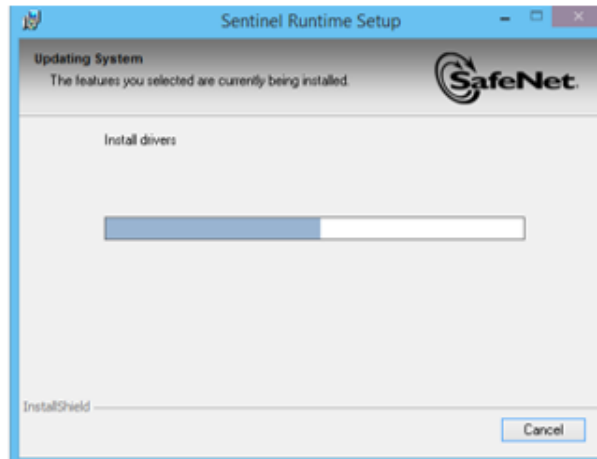 Sentinel Runtime Setup
Updating System
The features you selected are currently being installed.
SafeNet.
Install drivers
InstallShield
Cancel